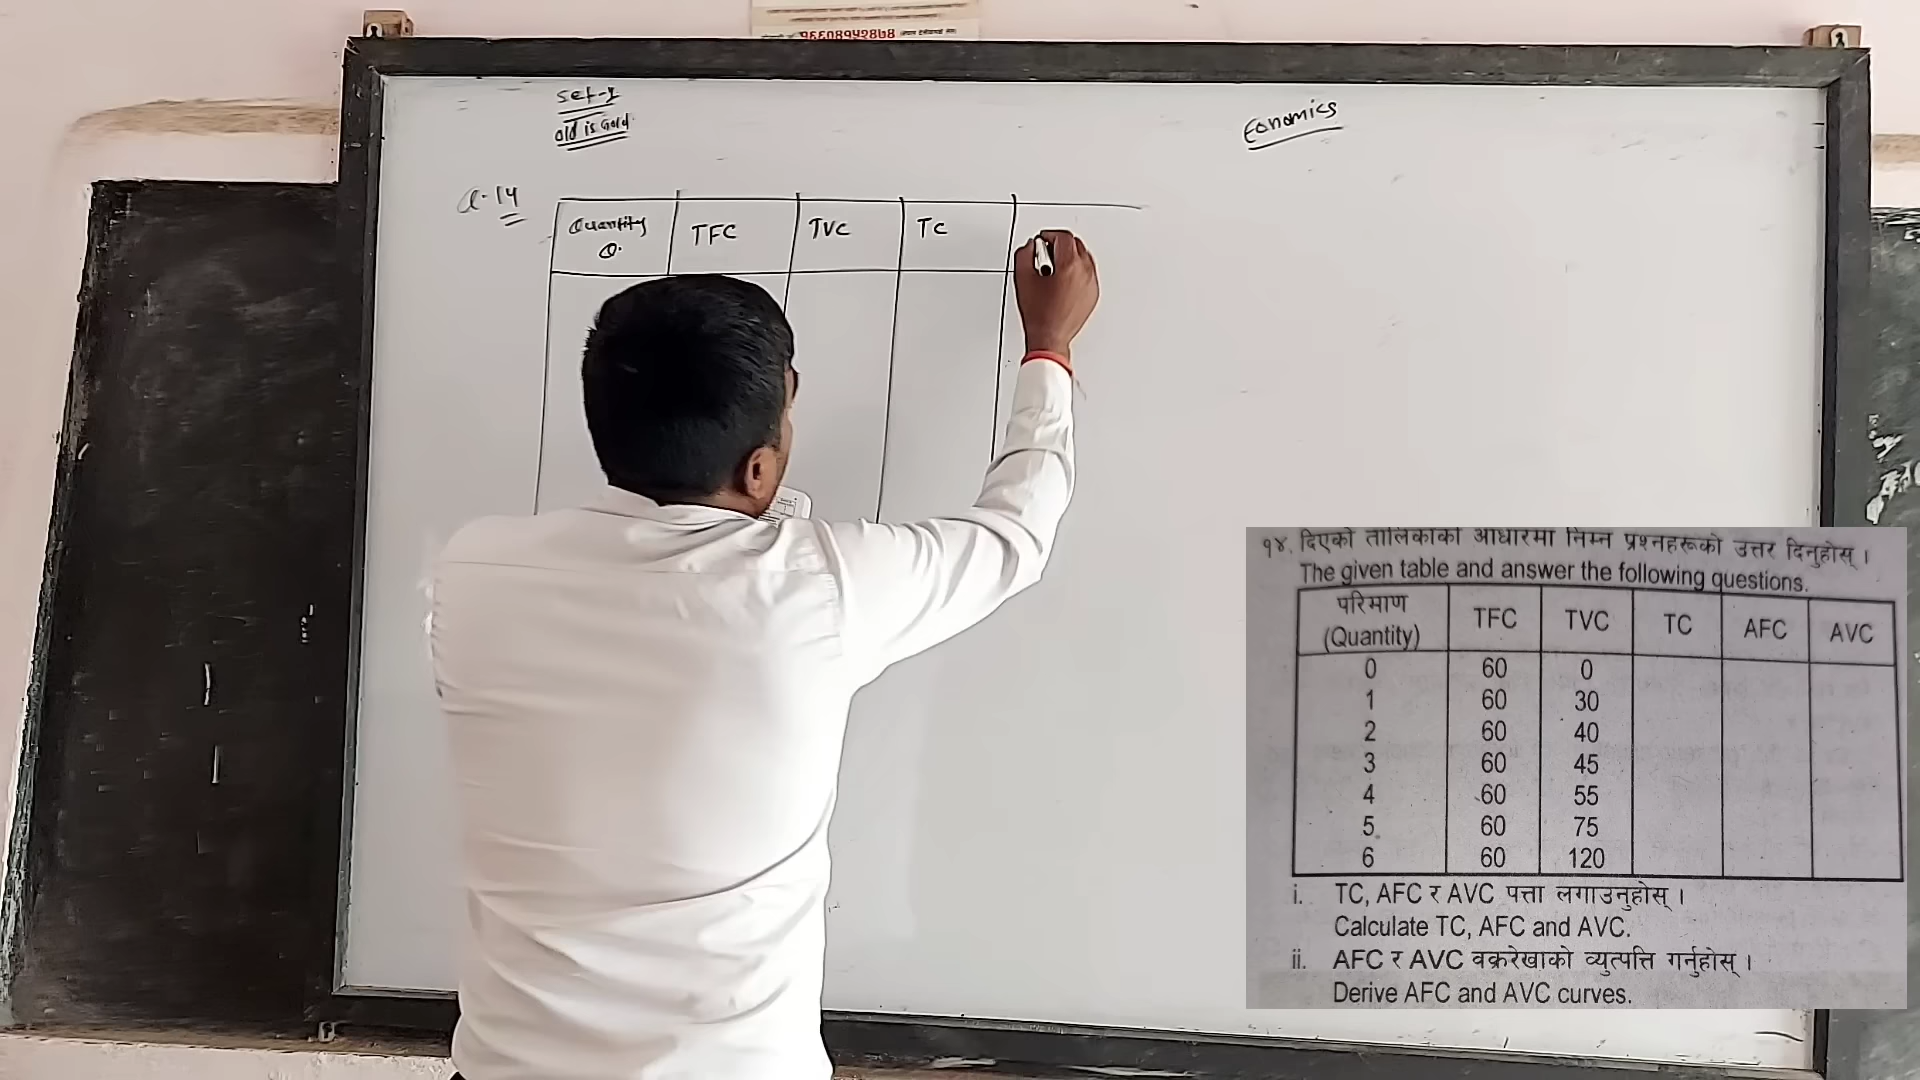 9660819287
Set-1
Old is Gold
Economics
Q.14
Quantity Q. TFC TVC TC
१४. दिएको तालिकाको आधारमा निम्न प्रश्नहरूको उत्तर दिनुहोस् ।
The given table and answer the following questions.
परिमाण (Quantity) TFC TVC TC AFC AVC
0 60 0
1 60 30
2 60 40
3 60 45
4 60 55
5 60 75
6 60 120
i. TC, AFC र AVC पत्ता लगाउनुहोस् ।
Calculate TC, AFC and AVC.
ii. AFC र AVC वक्ररेखाको व्युत्पत्ति गर्नुहोस् ।
Derive AFC and AVC curves.